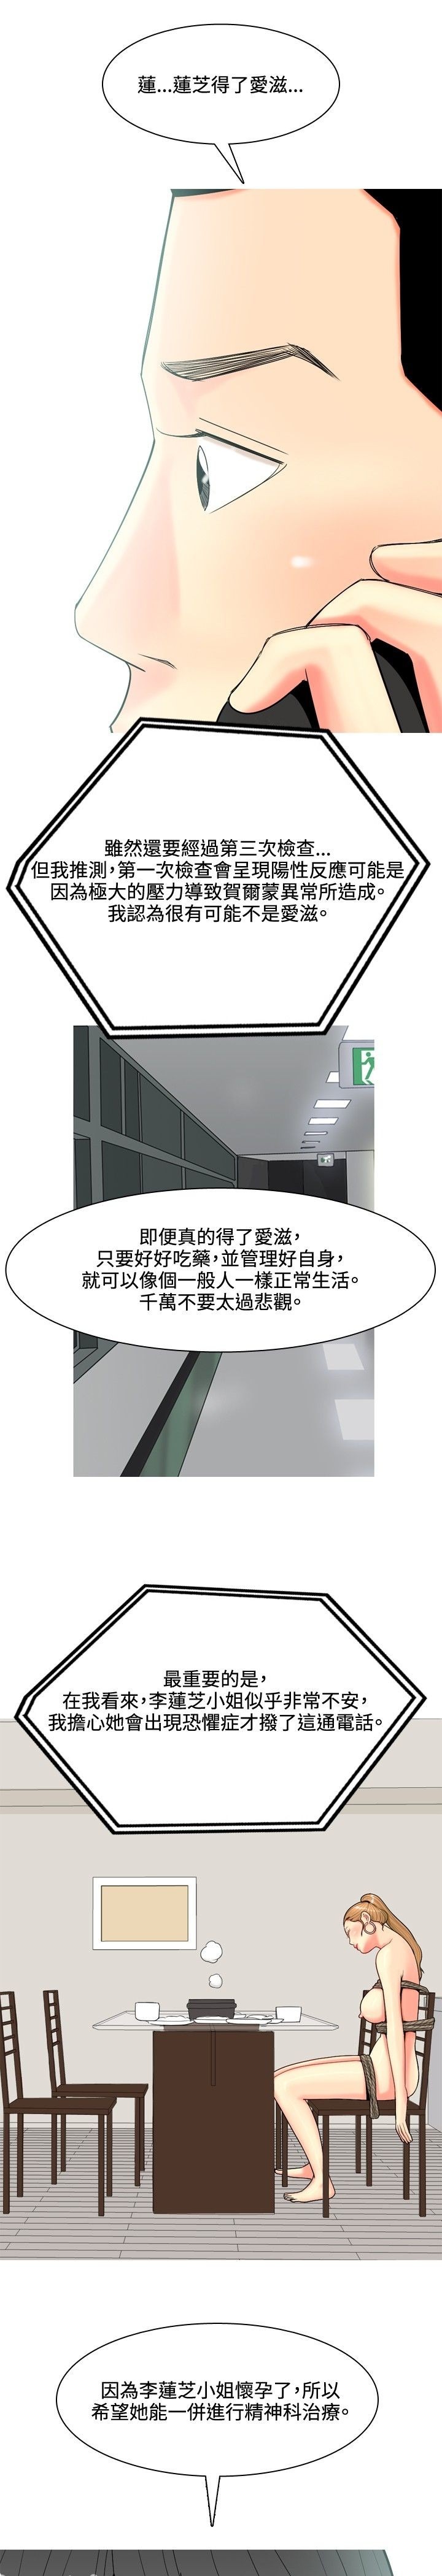 蓮...蓮芝得了愛滋...
雖然還要經過第三次檢查...
但我推測,第一次檢查會呈現陽性反應可能是
因為極大的壓力導致賀爾蒙異常所造成。
我認為很有可能不是愛滋。
即便真的得了愛滋,
只要好好吃藥,並管理好自身,
就可以像個一般人一樣正常生活。
千萬不要太過悲觀。
最重要的是,
在我看來,李蓮芝小姐似乎非常不安,
我擔心她會出現恐懼症才撥了這通電話。
因為李蓮芝小姐懷孕了,所以
希望她能一併進行精神科治療。